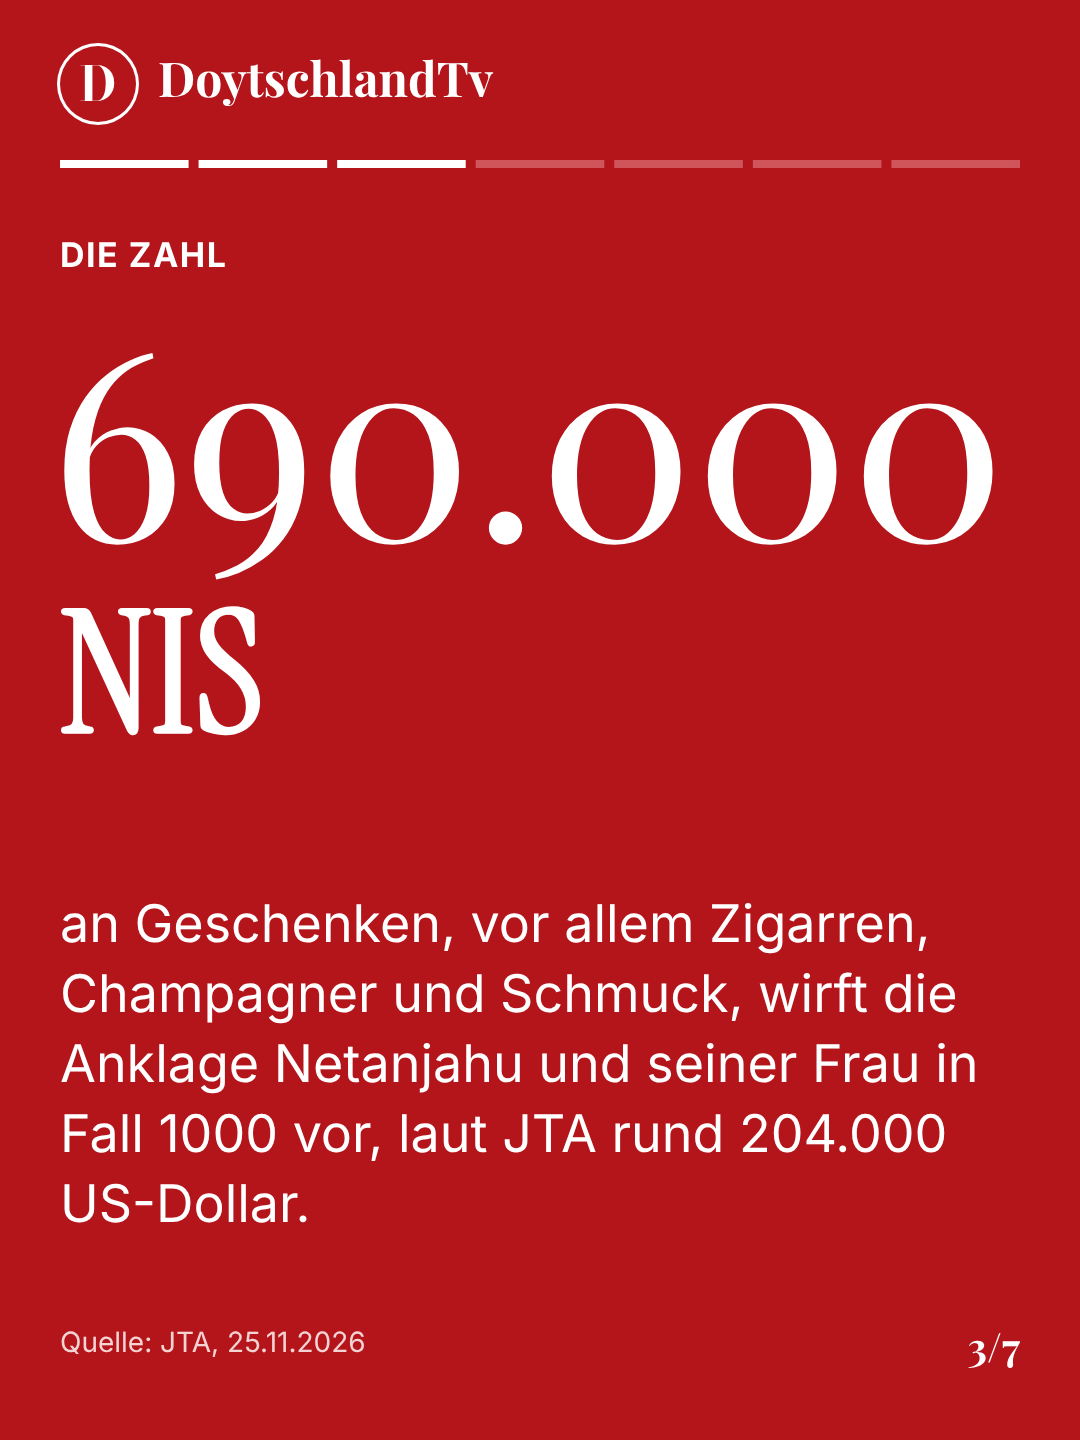 D DoytschlandTv
DIE ZAHL
690.000
NIS
an Geschenken, vor allem Zigarren,
Champagner und Schmuck, wirft die
Anklage Netanjahu und seiner Frau in
Fall 1000 vor, laut JTA rund 204.000
US-Dollar.
Quelle: JTA, 25.11.2026
3/7